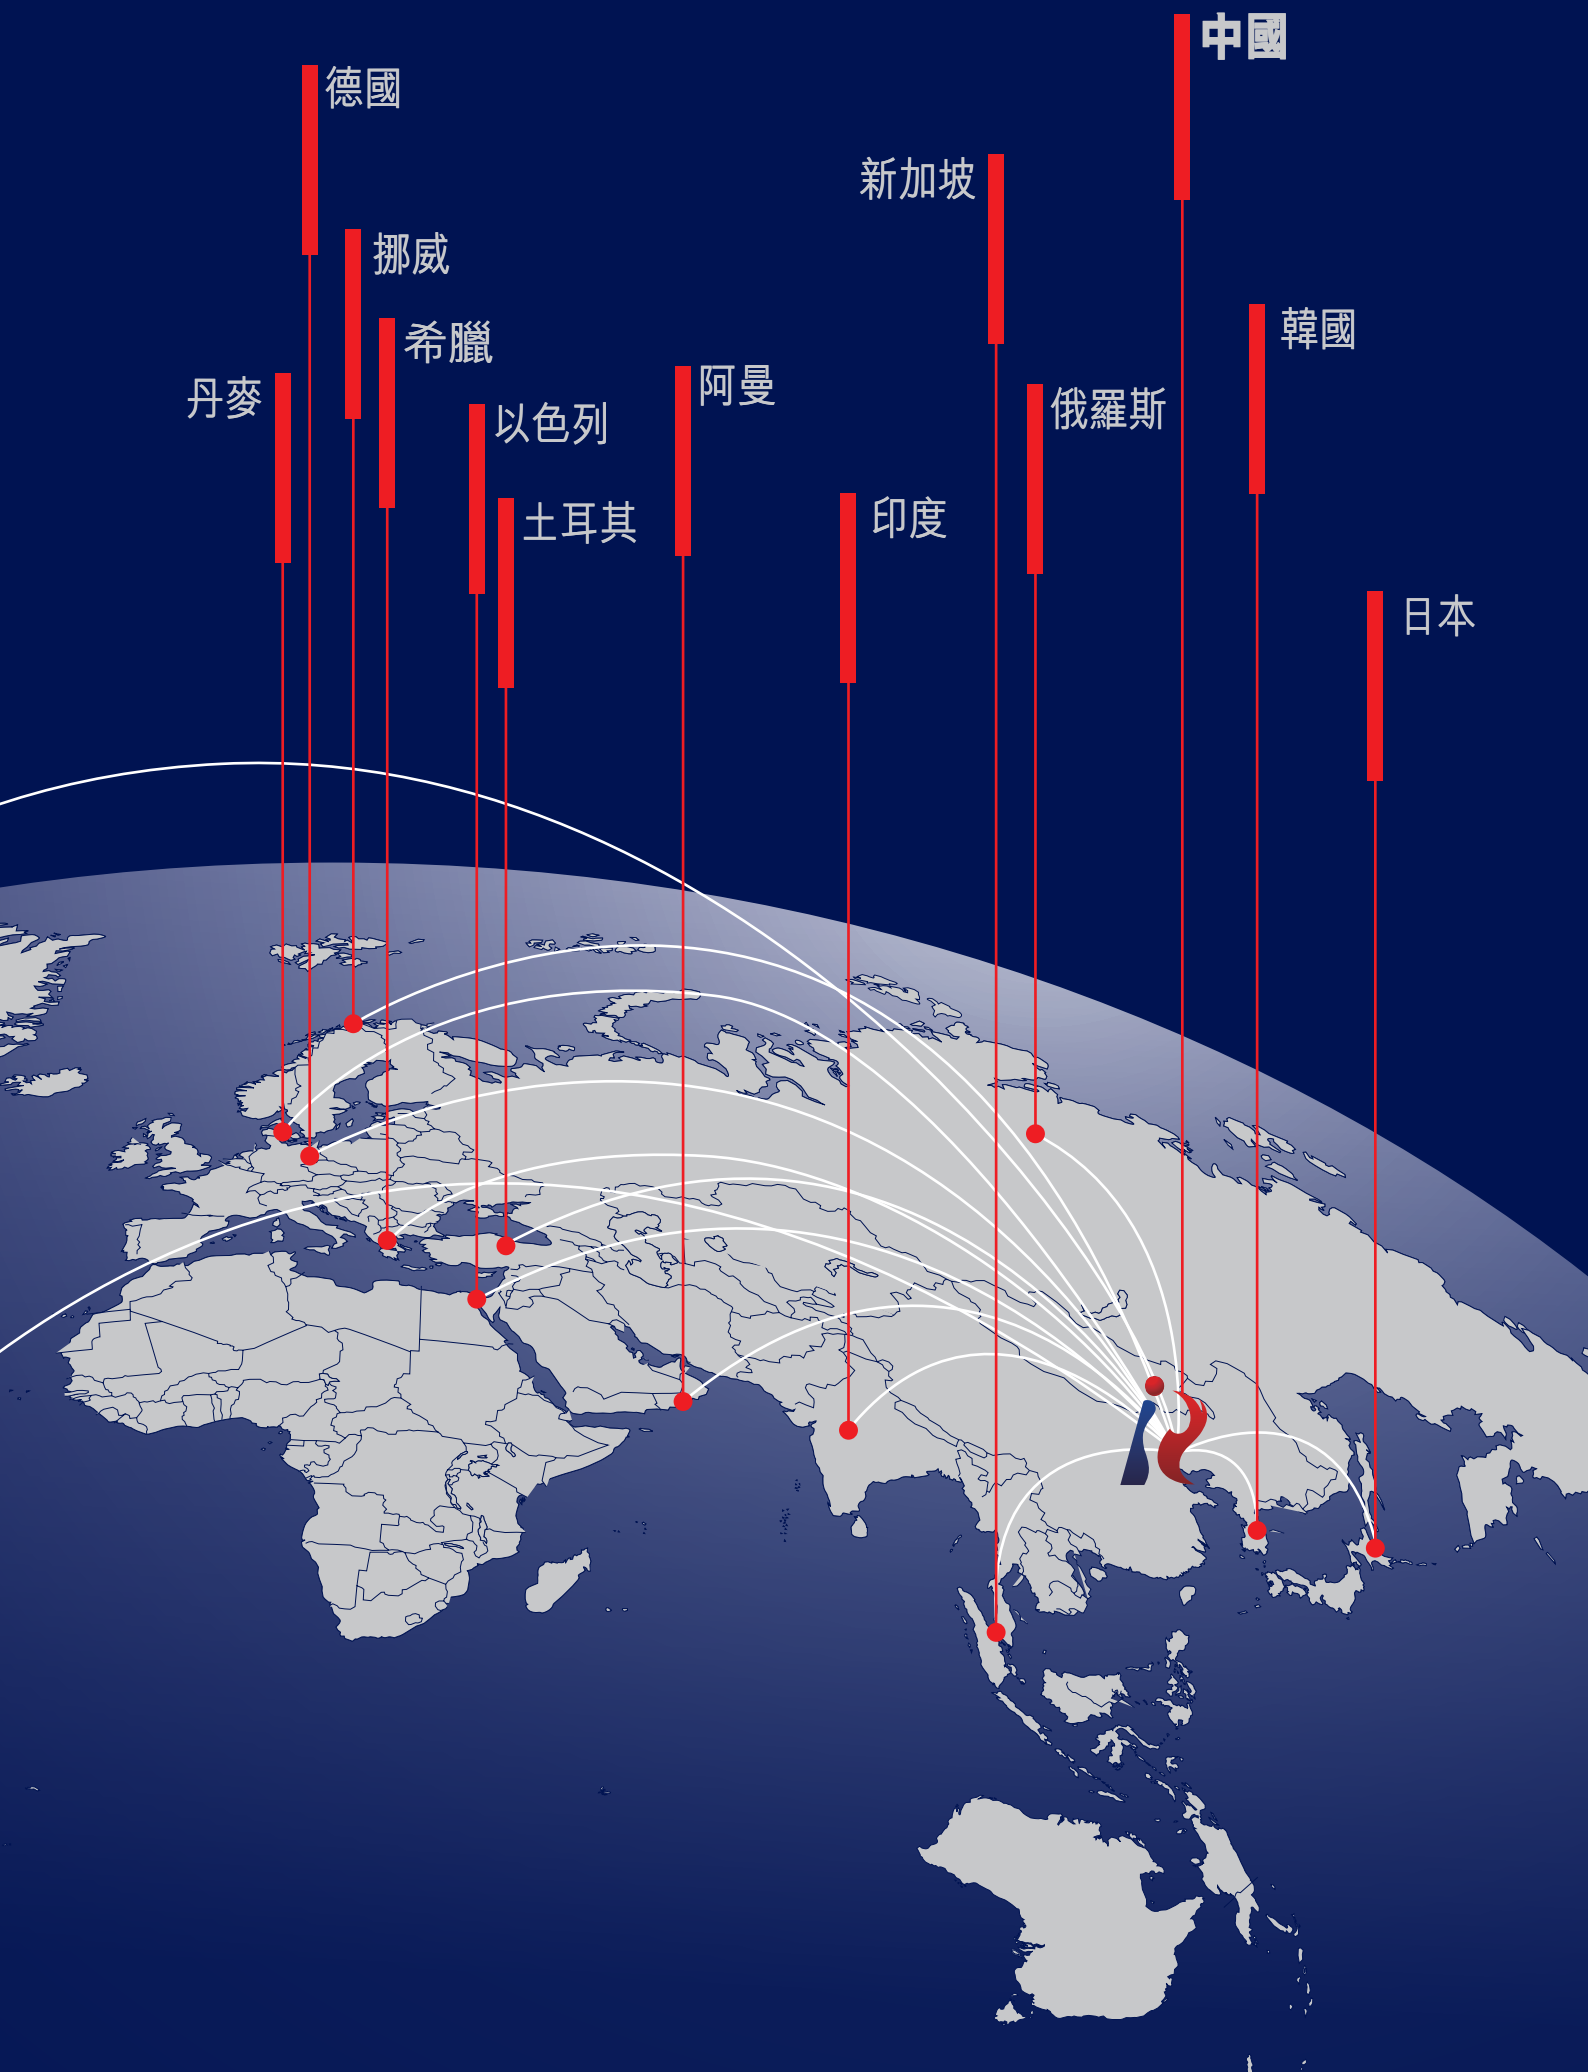 中國
德國
新加坡
挪威
韓國
希臘
阿曼
丹麥
俄羅斯
以色列
印度
土耳其
日本